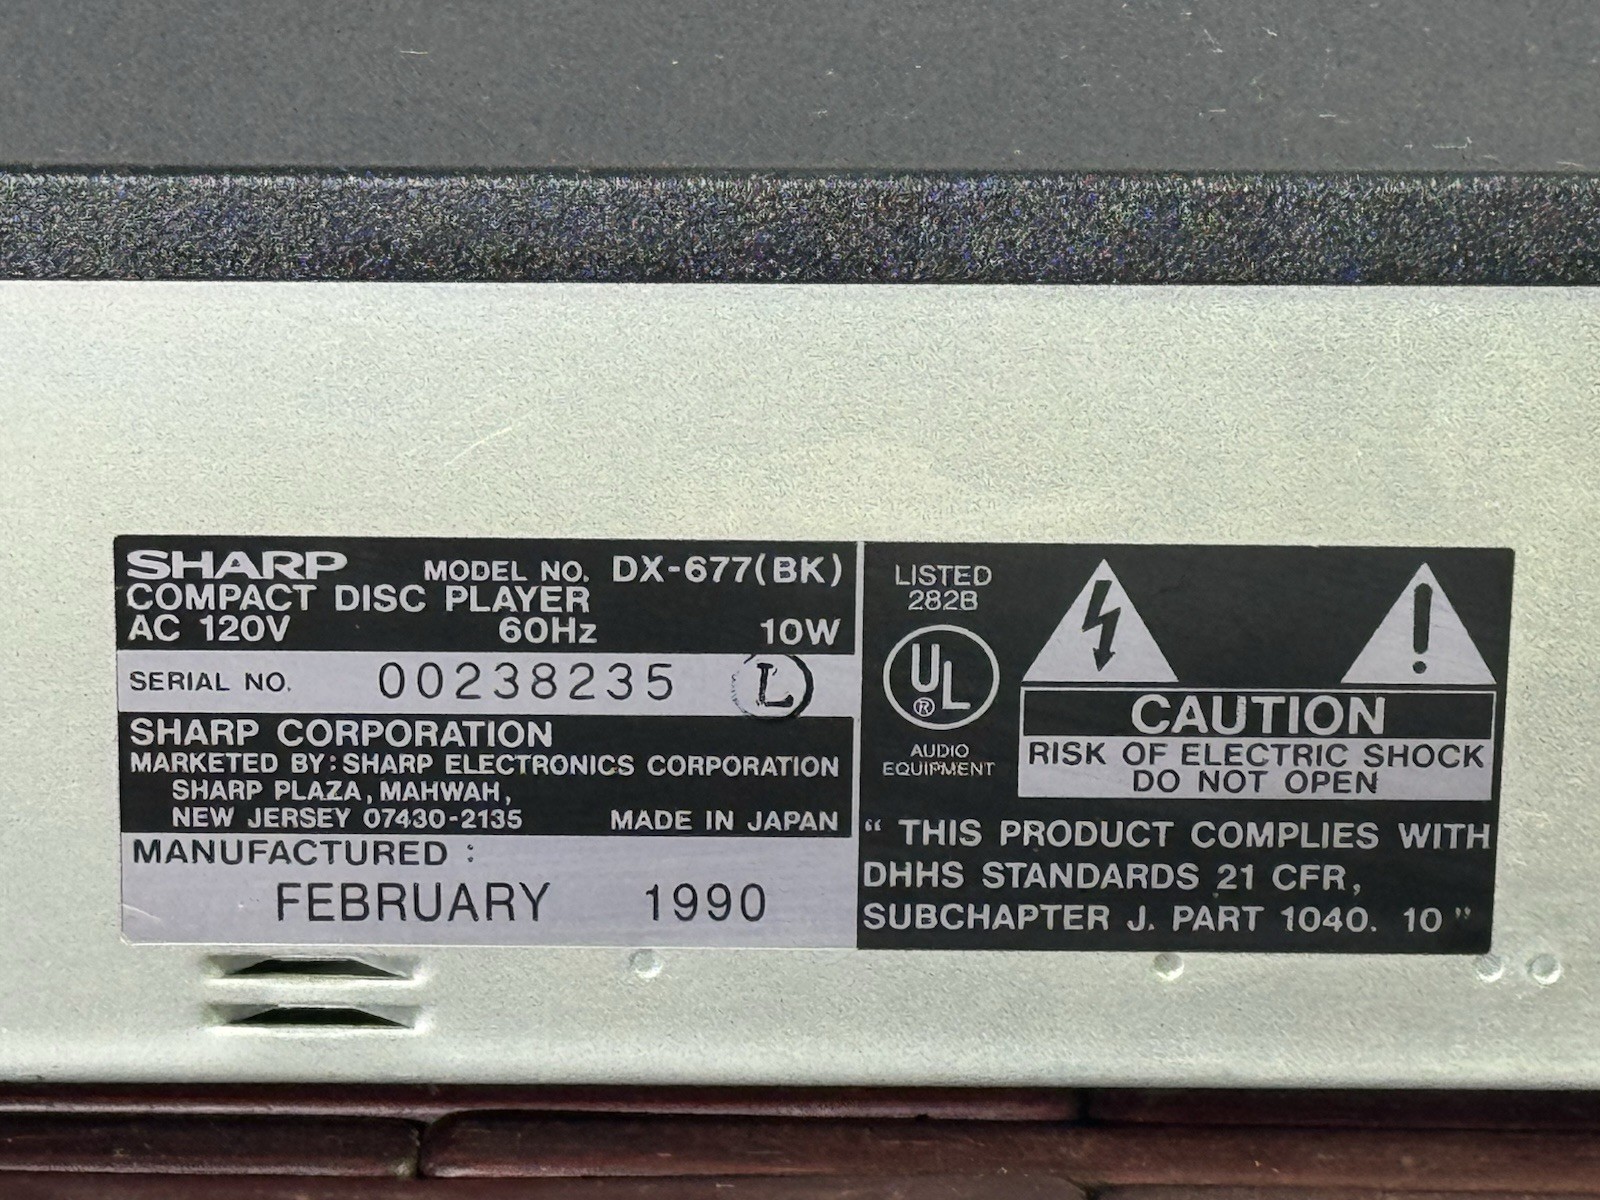 SHARP MODEL NO. DX-677(BK)
COMPACT DISC PLAYER
AC 120V 60Hz 10W
SERIAL NO. 00238235 L
SHARP CORPORATION
MARKETED BY: SHARP ELECTRONICS CORPORATION
SHARP PLAZA, MAHWAH,
NEW JERSEY 07430-2135 MADE IN JAPAN
MANUFACTURED :
FEBRUARY 1990
LISTED
282B
UL
®
AUDIO
EQUIPMENT
CAUTION
RISK OF ELECTRIC SHOCK
DO NOT OPEN
“ THIS PRODUCT COMPLIES WITH
DHHS STANDARDS 21 CFR,
SUBCHAPTER J. PART 1040. 10 ”